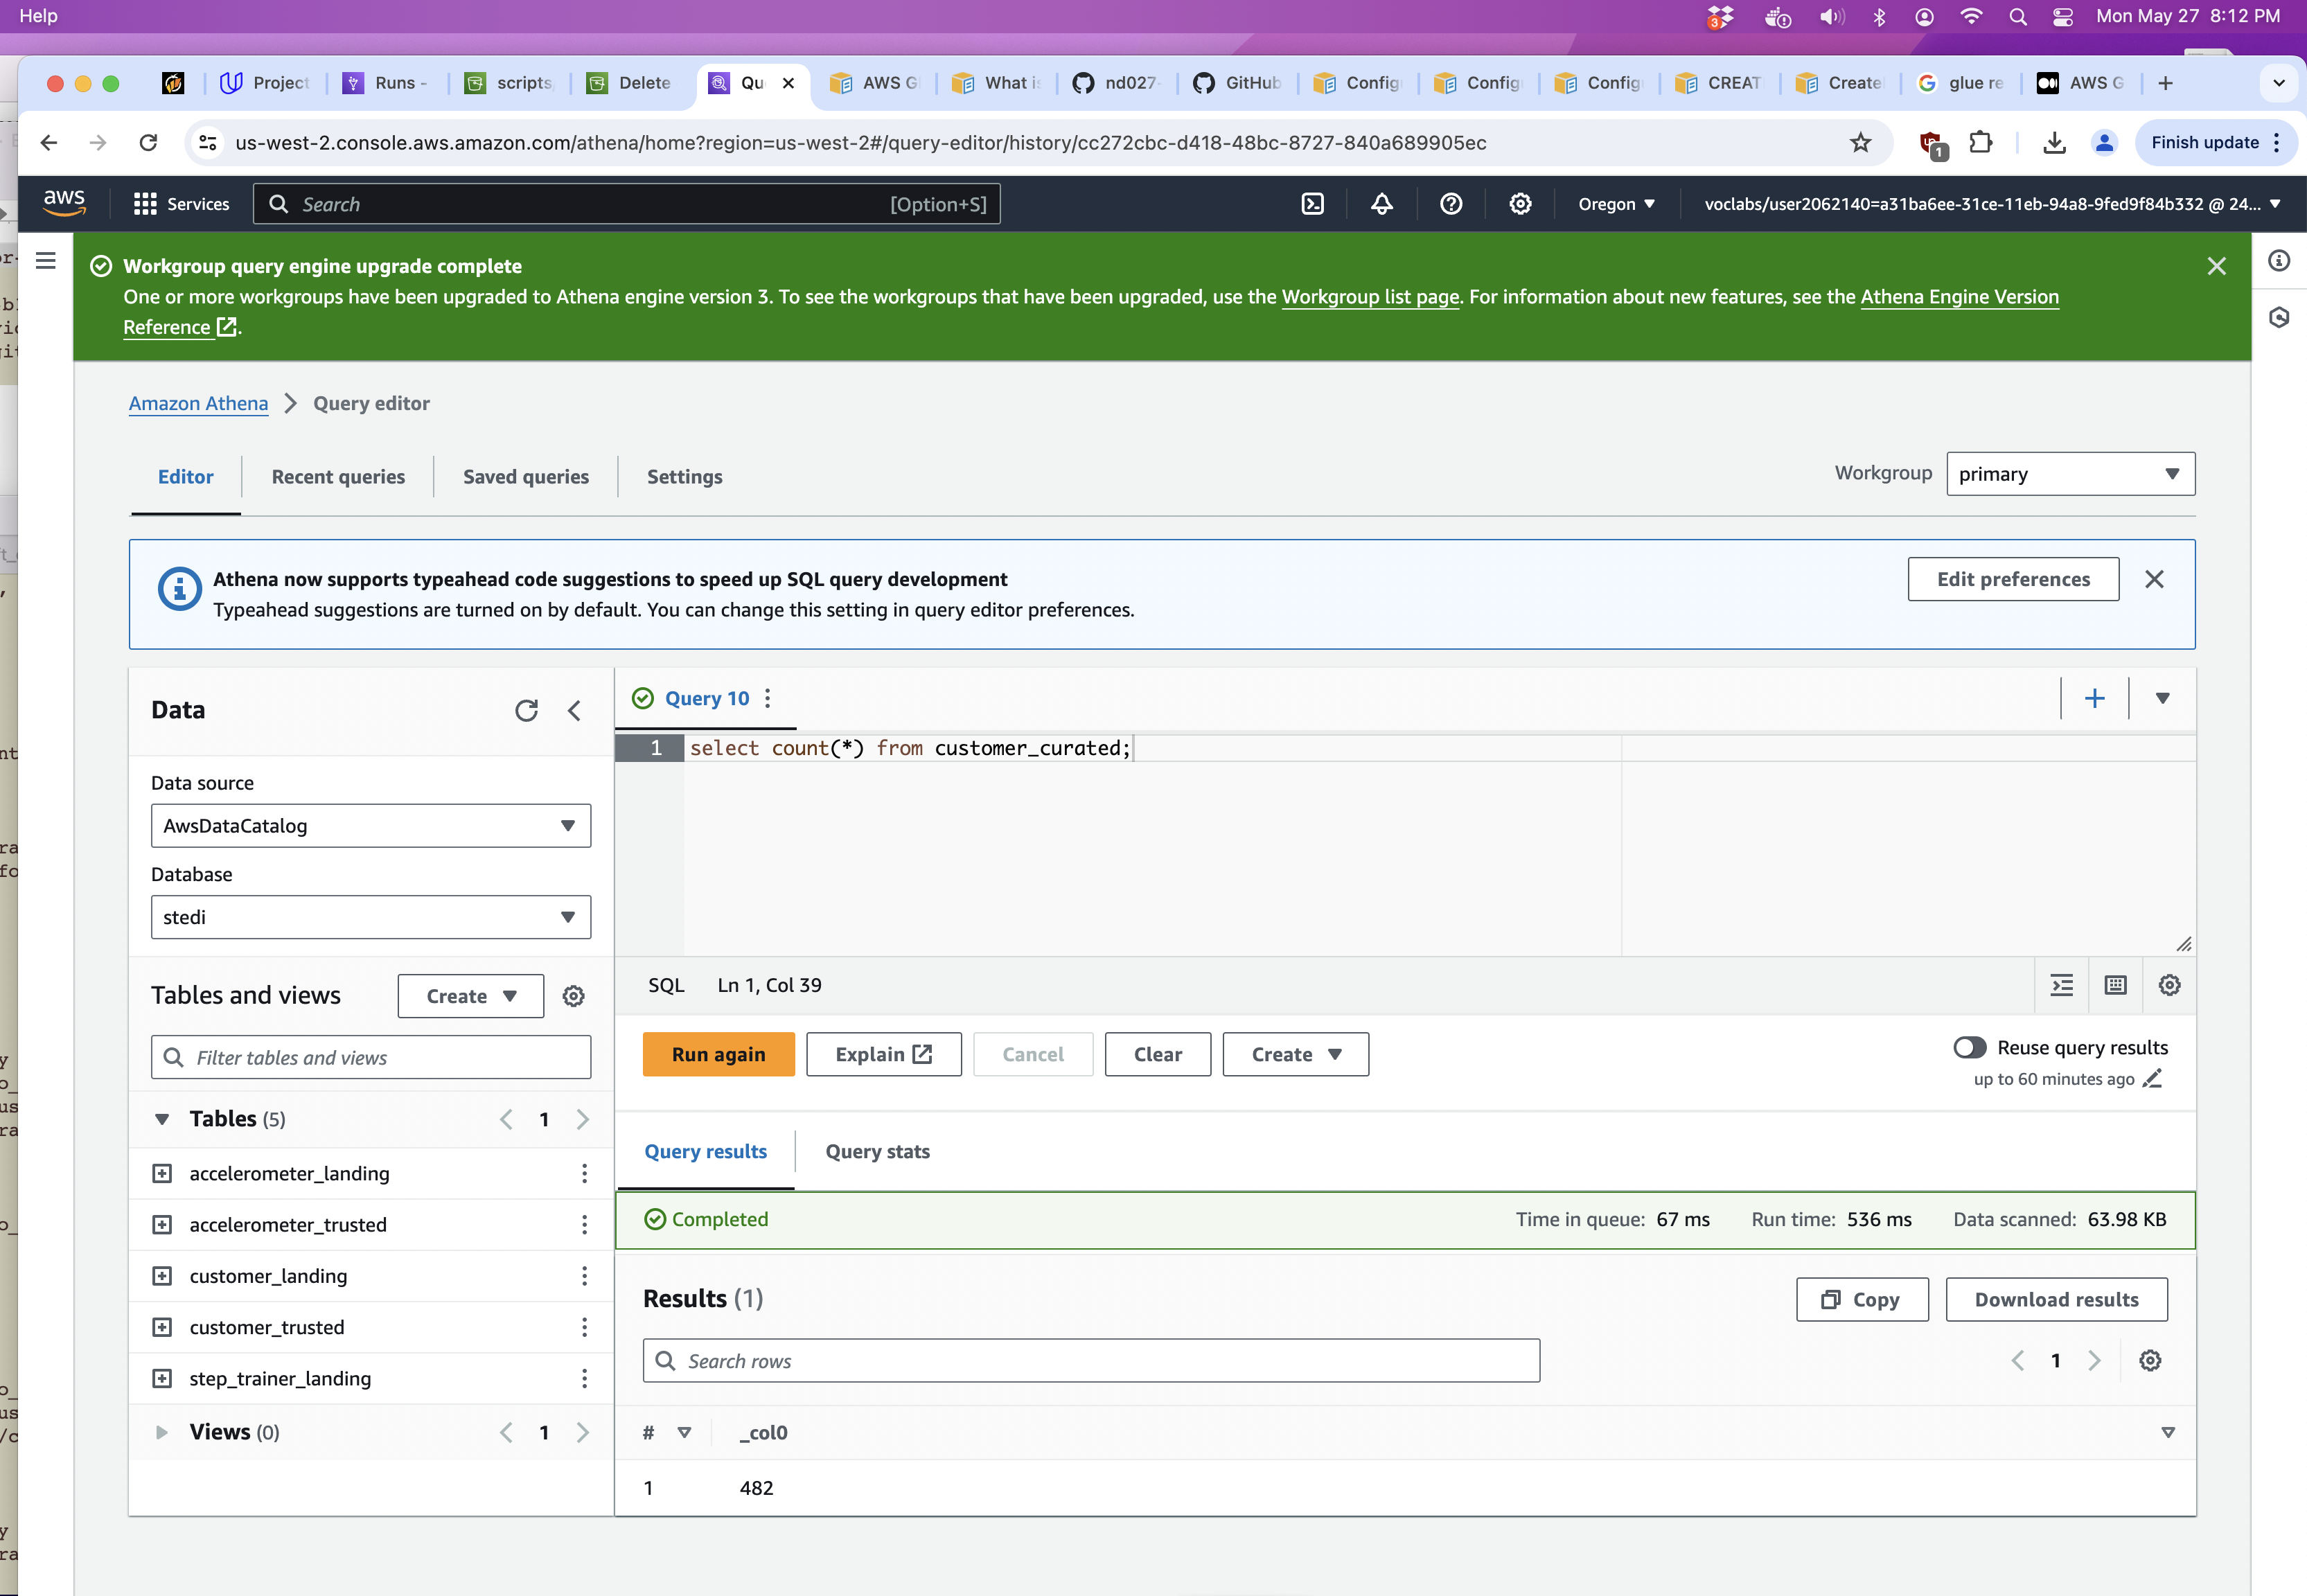 Help
3
Mon May 27 8:12 PM
Project
Runs -
scripts
Delete
Qu
AWS G
What is
nd027-
GitHub
Config
Config
Config
CREAT
Create
glue re
AWS G
us-west-2.console.aws.amazon.com/athena/home?region=us-west-2#/query-editor/history/cc272cbc-d418-48bc-8727-840a689905ec
1
Finish update
aws
Services
Search
[Option+S]
Oregon
voclabs/user2062140=a31ba6ee-31ce-11eb-94a8-9fed9f84b332 @ 24...
Workgroup query engine upgrade complete
One or more workgroups have been upgraded to Athena engine version 3. To see the workgroups that have been upgraded, use the Workgroup list page. For information about new features, see the Athena Engine Version
Reference.
Amazon Athena
Query editor
Editor
Recent queries
Saved queries
Settings
Workgroup
primary
Athena now supports typeahead code suggestions to speed up SQL query development
Typeahead suggestions are turned on by default. You can change this setting in query editor preferences.
Edit preferences
Data
Data source
AwsDataCatalog
Database
stedi
Tables and views
Create
Filter tables and views
Tables (5)
1
accelerometer_landing
accelerometer_trusted
customer_landing
customer_trusted
step_trainer_landing
Views (0)
1
Query 10
1
select count(*) from customer_curated;
SQL
Ln 1, Col 39
Run again
Explain
Cancel
Clear
Create
Reuse query results
up to 60 minutes ago
Query results
Query stats
Completed
Time in queue: 67 ms
Run time: 536 ms
Data scanned: 63.98 KB
Results (1)
Copy
Download results
Search rows
1
#
_col0
1
482